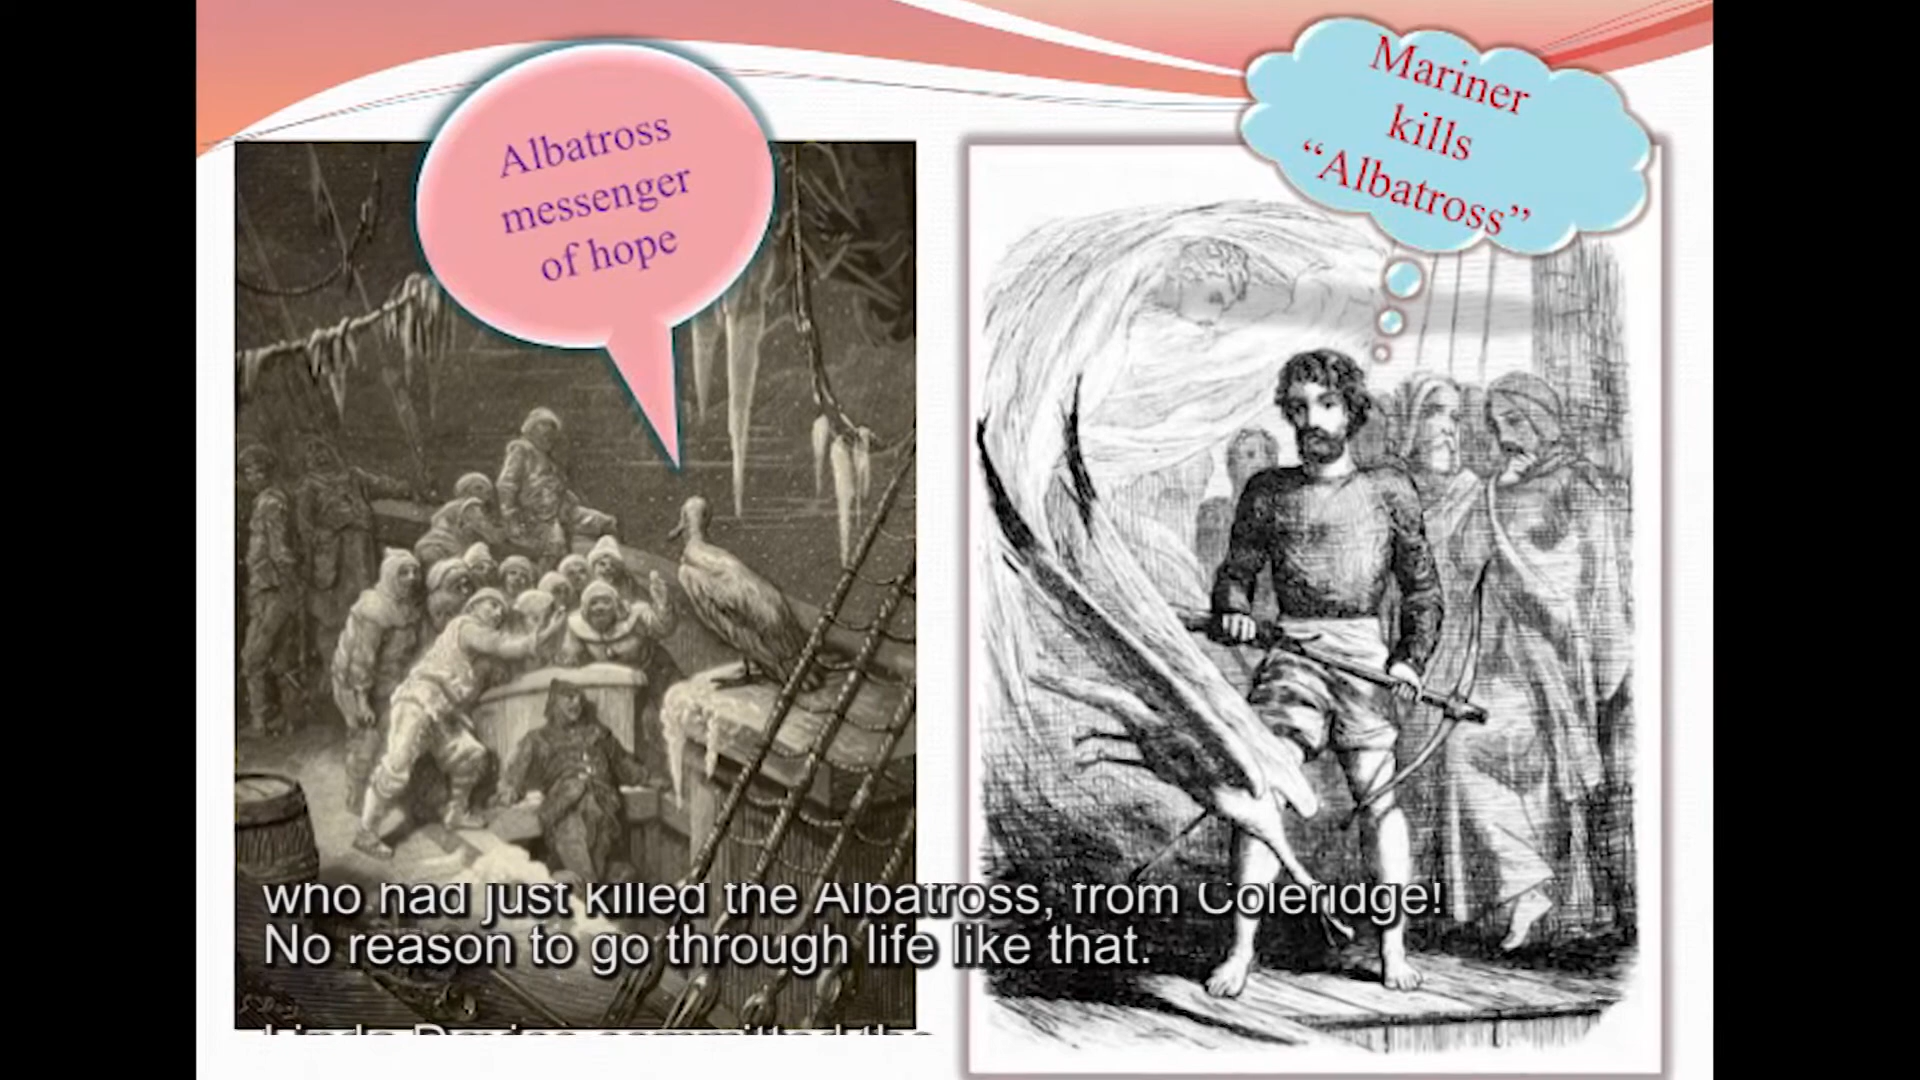 Albatross
messenger
of hope
Mariner
kills
“Albatross”
who had just killed the Albatross, from Coleridge!
No reason to go through life like that.